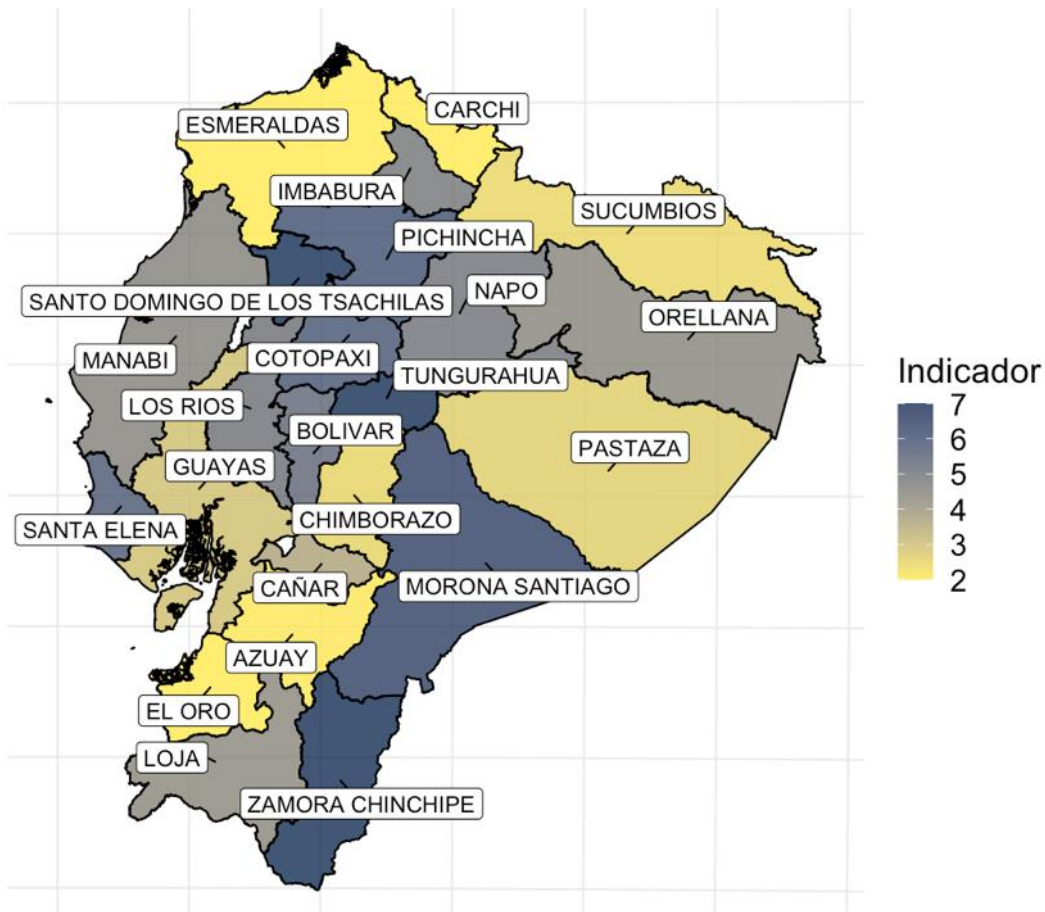 CARCHI
ESMERALDAS
IMBABURA
SUCUMBIOS
PICHINCHA
NAPO
SANTO DOMINGO DE LOS TSACHILAS
ORELLANA
MANABI
COTOPAXI
TUNGURAHUA
LOS RIOS
BOLIVAR
PASTAZA
GUAYAS
CHIMBORAZO
SANTA ELENA
CAÑAR
MORONA SANTIAGO
AZUAY
EL ORO
LOJA
ZAMORA CHINCHIPE
Indicador
7
6
5
4
3
2